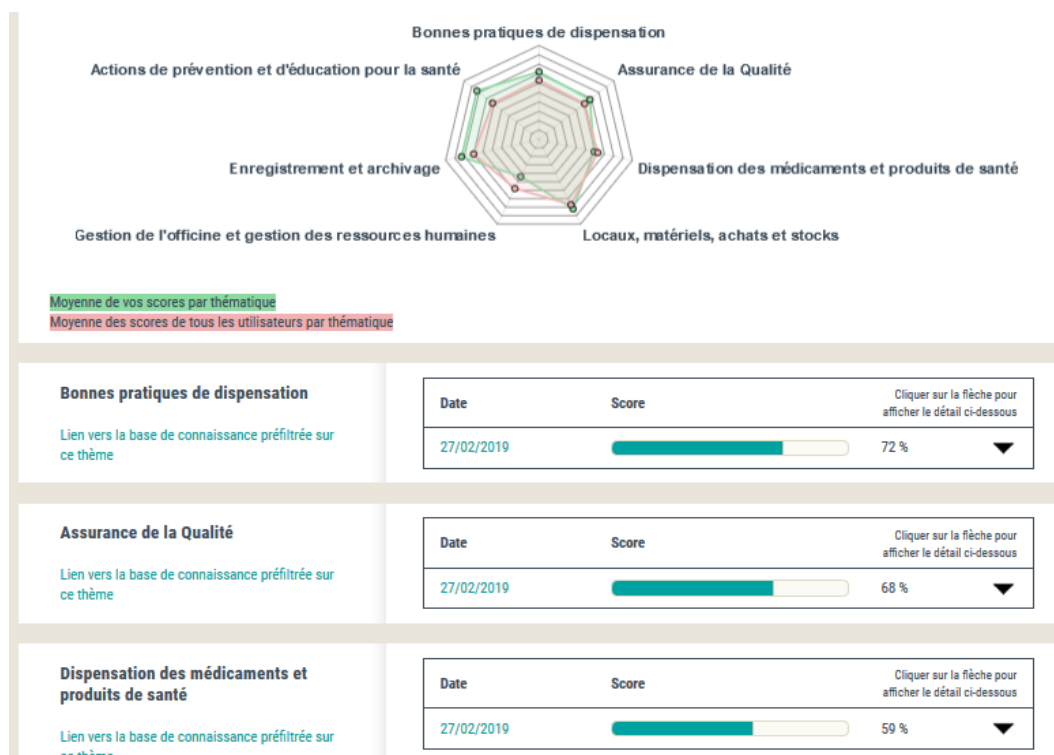 Bonnes pratiques de dispensation
Actions de prévention et d'éducation pour la santé
Assurance de la Qualité
Enregistrement et archivage
Dispensation des médicaments et produits de santé
Gestion de l'officine et gestion des ressources humaines
Locaux, matériels, achats et stocks
Moyenne de vos scores par thématique
Moyenne des scores de tous les utilisateurs par thématique
Bonnes pratiques de dispensation
Lien vers la base de connaissance préfiltrée sur
ce thème
Date
Score
Cliquer sur la flèche pour
afficher le détail ci-dessous
27/02/2019
72 %
Assurance de la Qualité
Lien vers la base de connaissance préfiltrée sur
ce thème
Date
Score
Cliquer sur la flèche pour
afficher le détail ci-dessous
27/02/2019
68 %
Dispensation des médicaments et
produits de santé
Lien vers la base de connaissance préfiltrée sur
ce thème
Date
Score
Cliquer sur la flèche pour
afficher le détail ci-dessous
27/02/2019
59 %